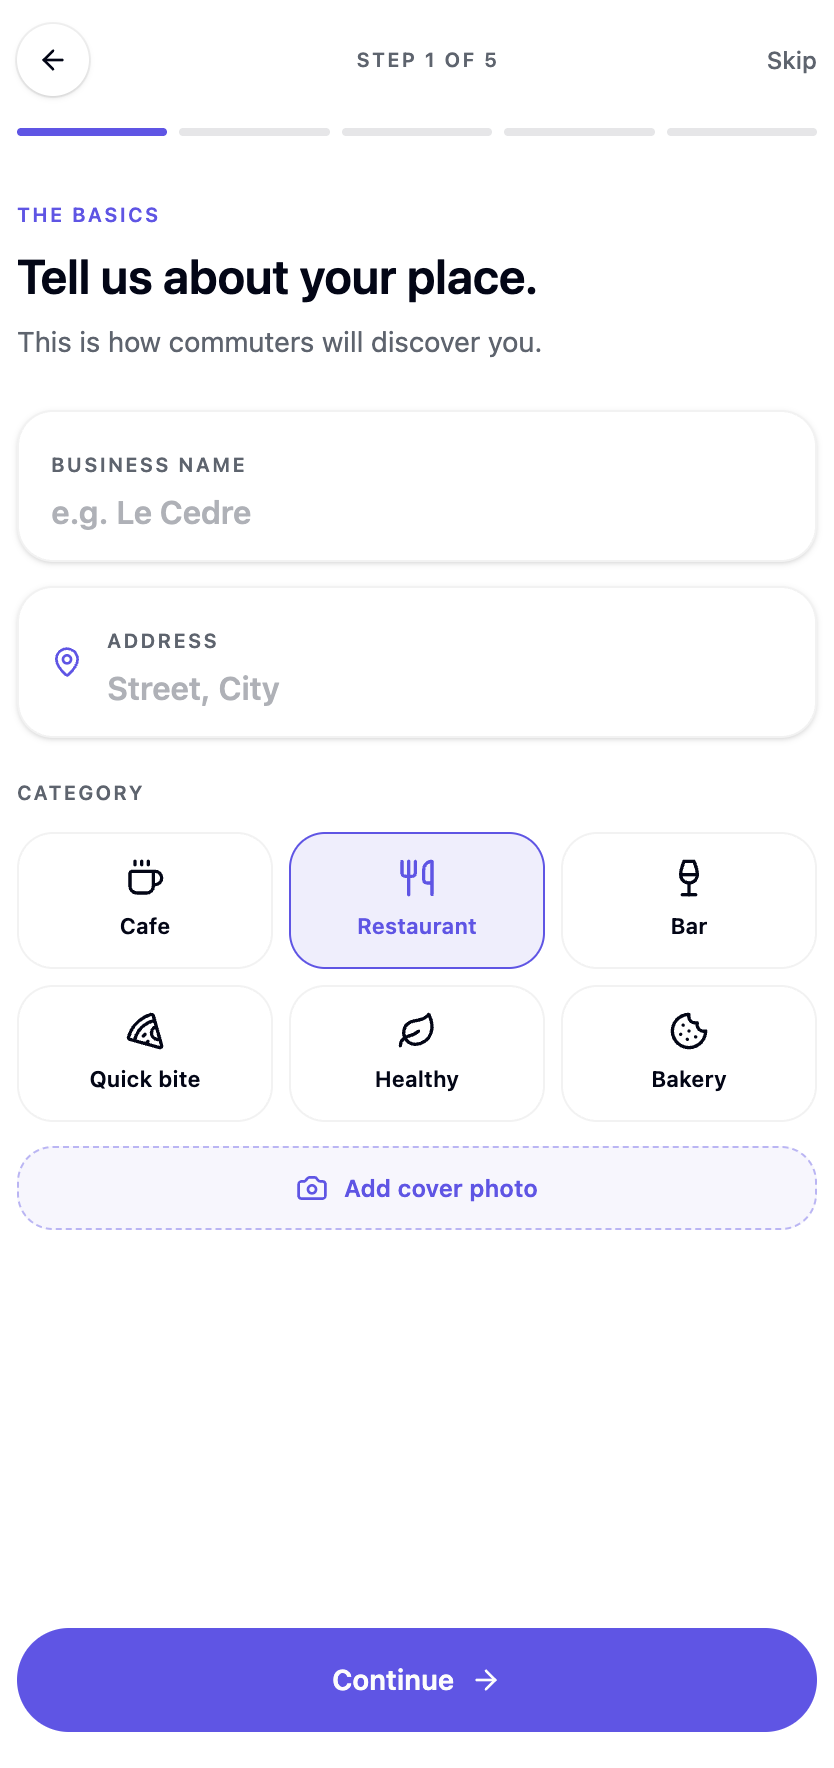 STEP 1 OF 5
Skip
THE BASICS
Tell us about your place.
This is how commuters will discover you.
BUSINESS NAME
e.g. Le Cedre
ADDRESS
Street, City
CATEGORY
Cafe
Restaurant
Bar
Quick bite
Healthy
Bakery
Add cover photo
Continue